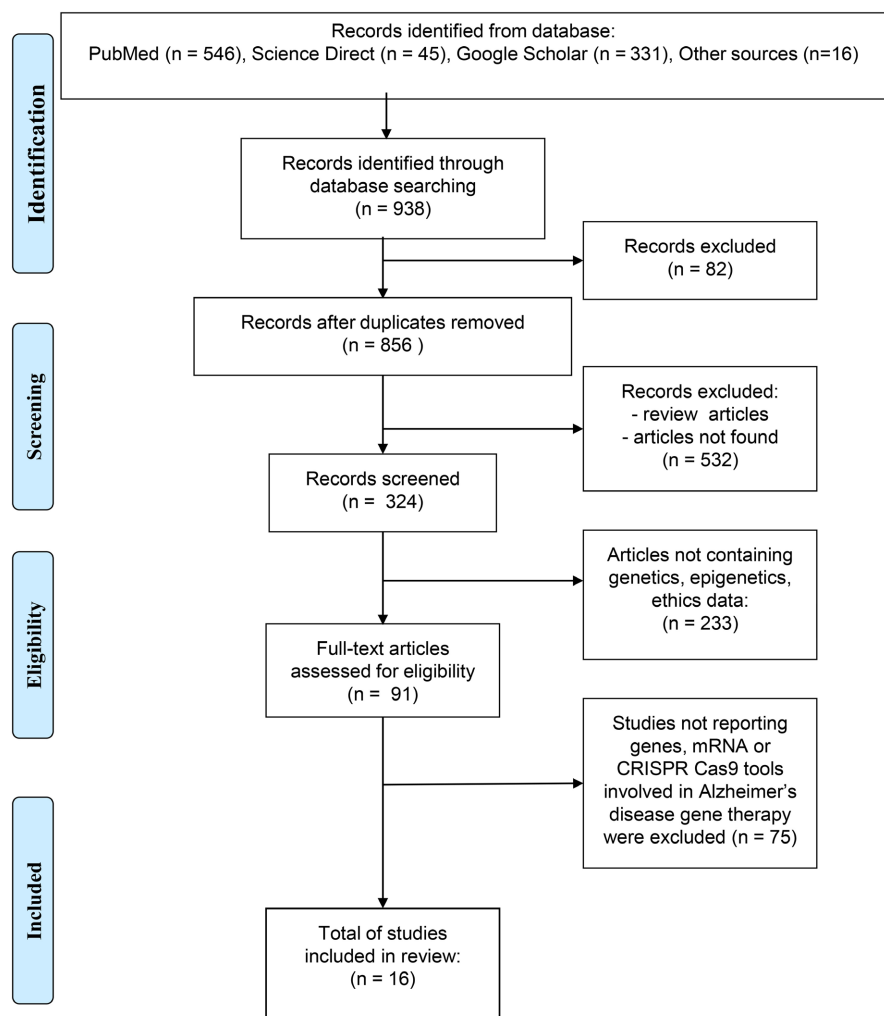 Identification
Records identified from database:
PubMed (n = 546), Science Direct (n = 45), Google Scholar (n = 331), Other sources (n=16)
Records identified through
database searching
(n = 938)
Records excluded
(n = 82)
Records after duplicates removed
(n = 856 )
Screening
Records excluded:
- review articles
- articles not found
(n = 532)
Records screened
(n = 324)
Eligibility
Articles not containing
genetics, epigenetics,
ethics data:
(n = 233)
Full-text articles
assessed for eligibility
(n = 91)
Studies not reporting
genes, mRNA or
CRISPR Cas9 tools
involved in Alzheimer's
disease gene therapy
were excluded (n = 75)
Included
Total of studies
included in review:
(n = 16)